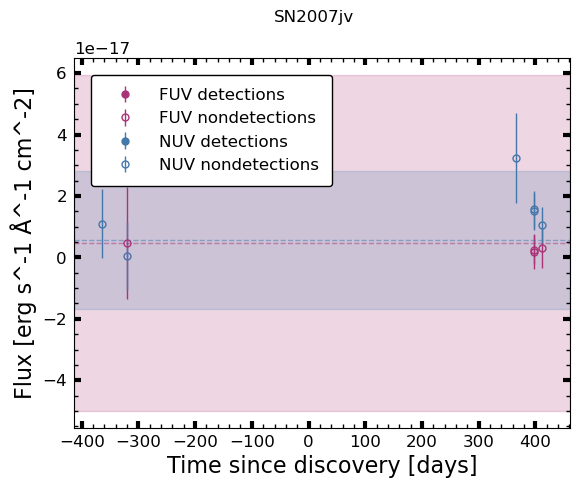 SN2007jv
1e−17
FUV detections
FUV nondetections
NUV detections
NUV nondetections
6
4
2
0
−2
−4
Flux [erg s^-1 Å^-1 cm^-2]
−400 −300 −200 −100 0 100 200 300 400
Time since discovery [days]